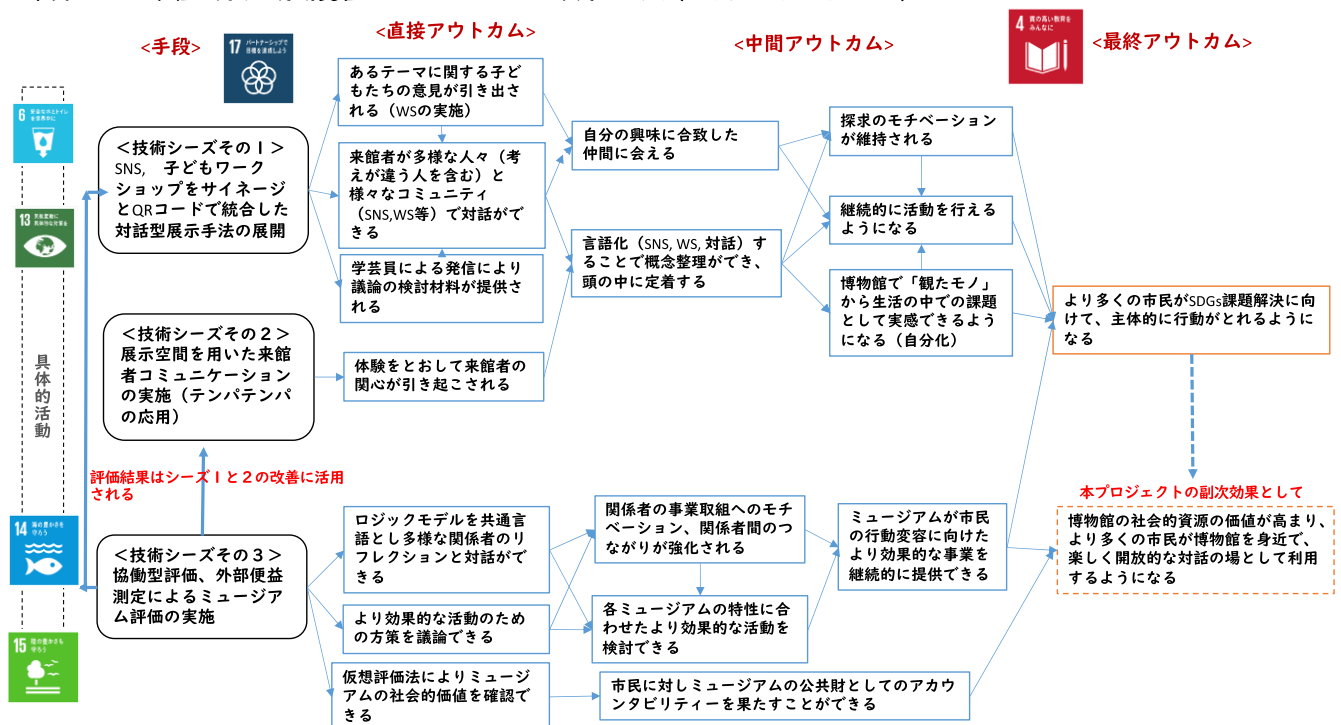 <手段>
17 パートナーシップで
目標を達成しよう
<直接アウトカム>
<中間アウトカム>
4 質の高い教育を
みんなに
<最終アウトカム>
6 安全な水とトイレ
を世界中に
13 気候変動に
具体的な対策を
具体的活動
14 海の豊かさを
守ろう
15 陸の豊かさも
守ろう
＜技術シーズその１＞
SNS, 子どもワーク
ショップをサイネージ
とQRコードで統合した
対話型展示手法の展開
＜技術シーズその２＞
展示空間を用いた来館
者コミュニケーション
の実施（テンパテンパ
の応用）
評価結果はシーズ１と２の改善に活用
される
＜技術シーズその３＞
協働型評価、外部便益
測定によるミュージア
ム評価の実施
あるテーマに関する子ど
もたちの意見が引き出さ
れる（WSの実施）
来館者が多様な人々（考
えが違う人を含む）と
様々なコミュニティ
（SNS,WS等）で対話がで
きる
学芸員による発信により
議論の検討材料が提供さ
れる
体験をとおして来館者の
関心が引き起こされる
ロジックモデルを共通言
語とし多様な関係者のリ
フレクションと対話がで
きる
より効果的な活動のため
の方策を議論できる
仮想評価法によりミュージ
アムの社会的価値を確認で
きる
自分の興味に合致した
仲間に会える
言語化（SNS, WS, 対話）す
ることで概念整理ができ、
頭の中に定着する
関係者の事業取組へのモチ
ベーション、関係者間のつ
ながりが強化される
各ミュージアムの特性に合
わせたより効果的な活動を
検討できる
市民に対しミュージアムの公共財としてのアカウ
ンタビリティーを果たすことができる
探求のモチベーション
が維持される
継続的に活動を行える
ようになる
博物館で「観たモノ」
から生活の中での課題
として実感できるよう
になる（自分化）
ミュージアムが市民
の行動変容に向けた
より効果的な事業を
継続的に提供できる
より多くの市民がSDGs課題解決に向
けて、主体的に行動がとれるように
なる
本プロジェクトの副次効果として
博物館の社会的資源の価値が高まり、
より多くの市民が博物館を身近で、
楽しく開放的な対話の場として利用
するようになる